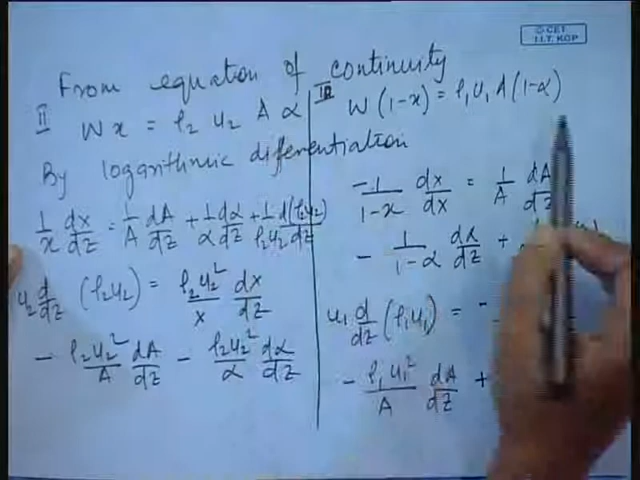 © CET
I.I.T. KGP
From equation of continuity
II W x = ρ₂ u₂ A α
III W (1-x) = ρ₁ u₁ A (1-α)
By logarithmic differentiation
1/x dx/dz = 1/A dA/dz + 1/α dα/dz + 1/ρ₂u₂ d(ρ₂u₂)/dz
u₂ d/dz (ρ₂u₂) = ρ₂u₂²/x dx/dz
- ρ₂u₂²/A dA/dz - ρ₂u₂²/α dα/dz
- 1/1-x dx/dx = 1/A dA/dz
- 1/1-α dα/dz +
u₁ d/dz (ρ₁u₁) = -
- ρ₁u₁²/A dA/dz +